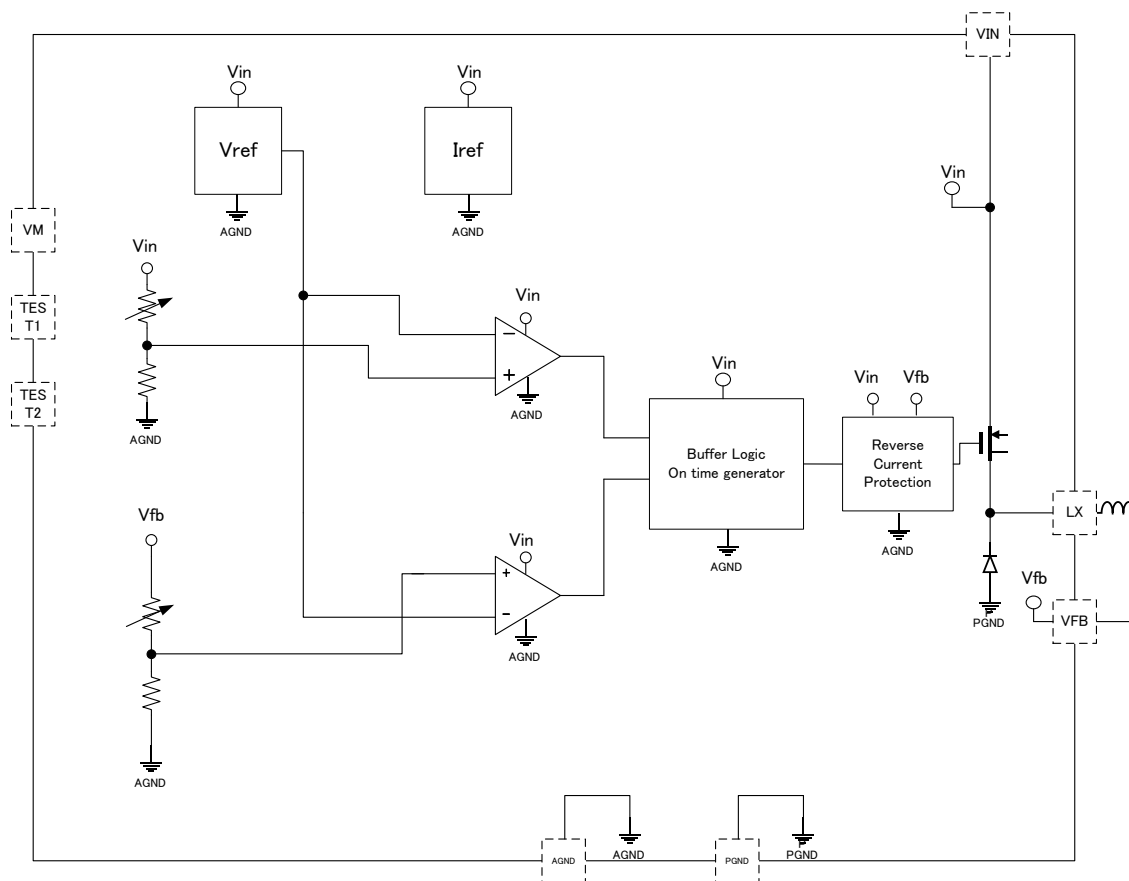 VIN
Vin
Vin
Vref
Iref
AGND
AGND
Vin
VM
Vin
TES
T1
TES
T2
AGND
Vin
−
+
AGND
Vin
Buffer Logic
On time generator
AGND
Vin
Vfb
Reverse
Current
Protection
AGND
LX
Vfb
Vin
+
-
AGND
Vfb
VFB
PGND
AGND
AGND
AGND
PGND
PGND